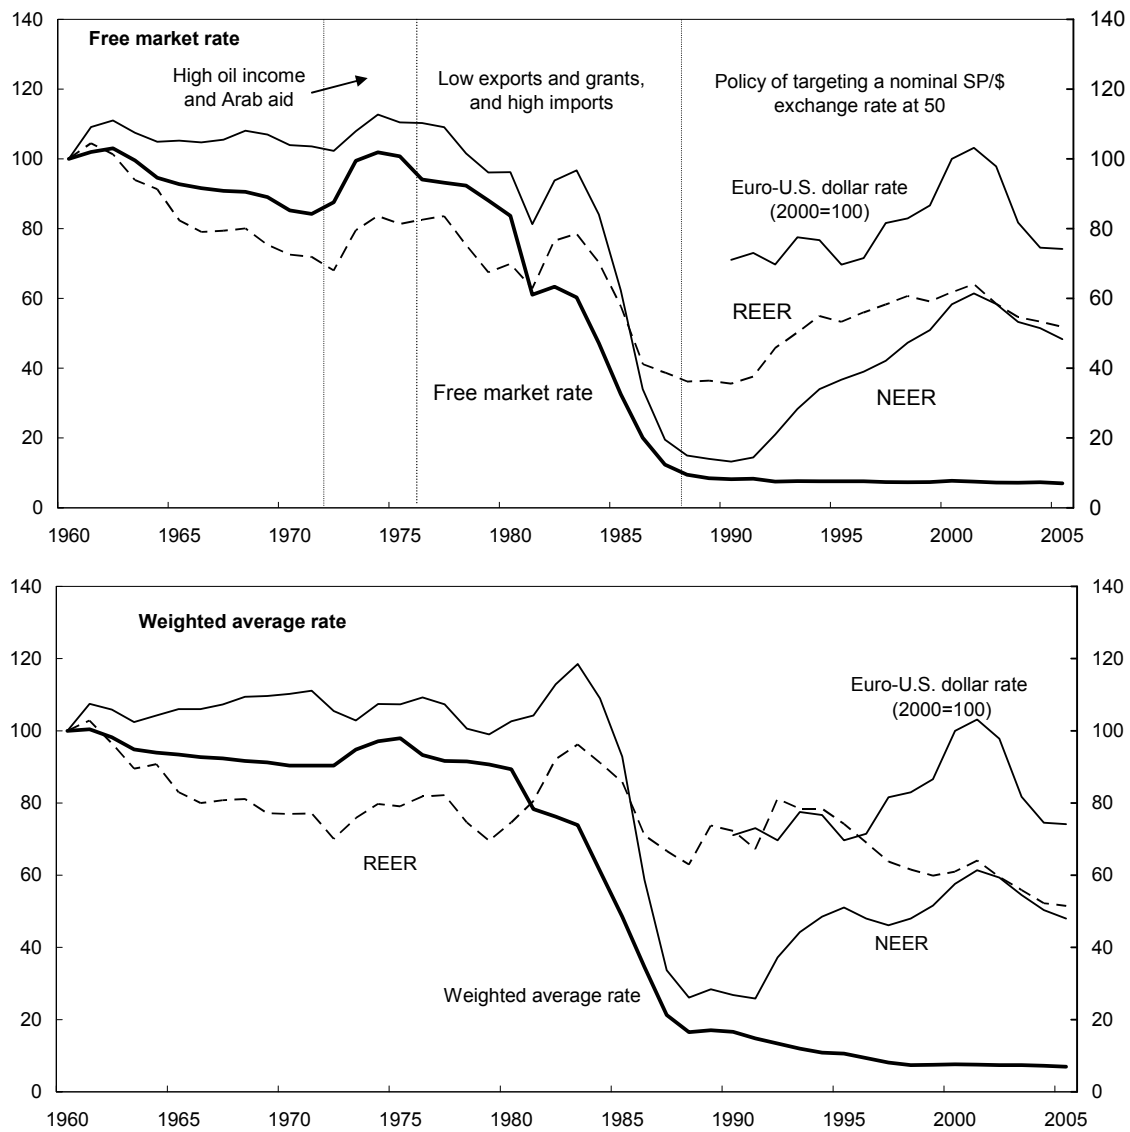 140 140
Free market rate
High oil income
and Arab aid
Low exports and grants,
and high imports
Policy of targeting a nominal SP/$
exchange rate at 50
120 120
100 100
Euro-U.S. dollar rate
(2000=100)
80 80
60 60
REER
40 40
Free market rate
NEER
20 20
0 0
1960 1965 1970 1975 1980 1985 1990 1995 2000 2005
140 140
Weighted average rate
120 120
Euro-U.S. dollar rate
(2000=100)
100 100
80 80
REER
60 60
40 40
NEER
Weighted average rate
20 20
0 0
1960 1965 1970 1975 1980 1985 1990 1995 2000 2005